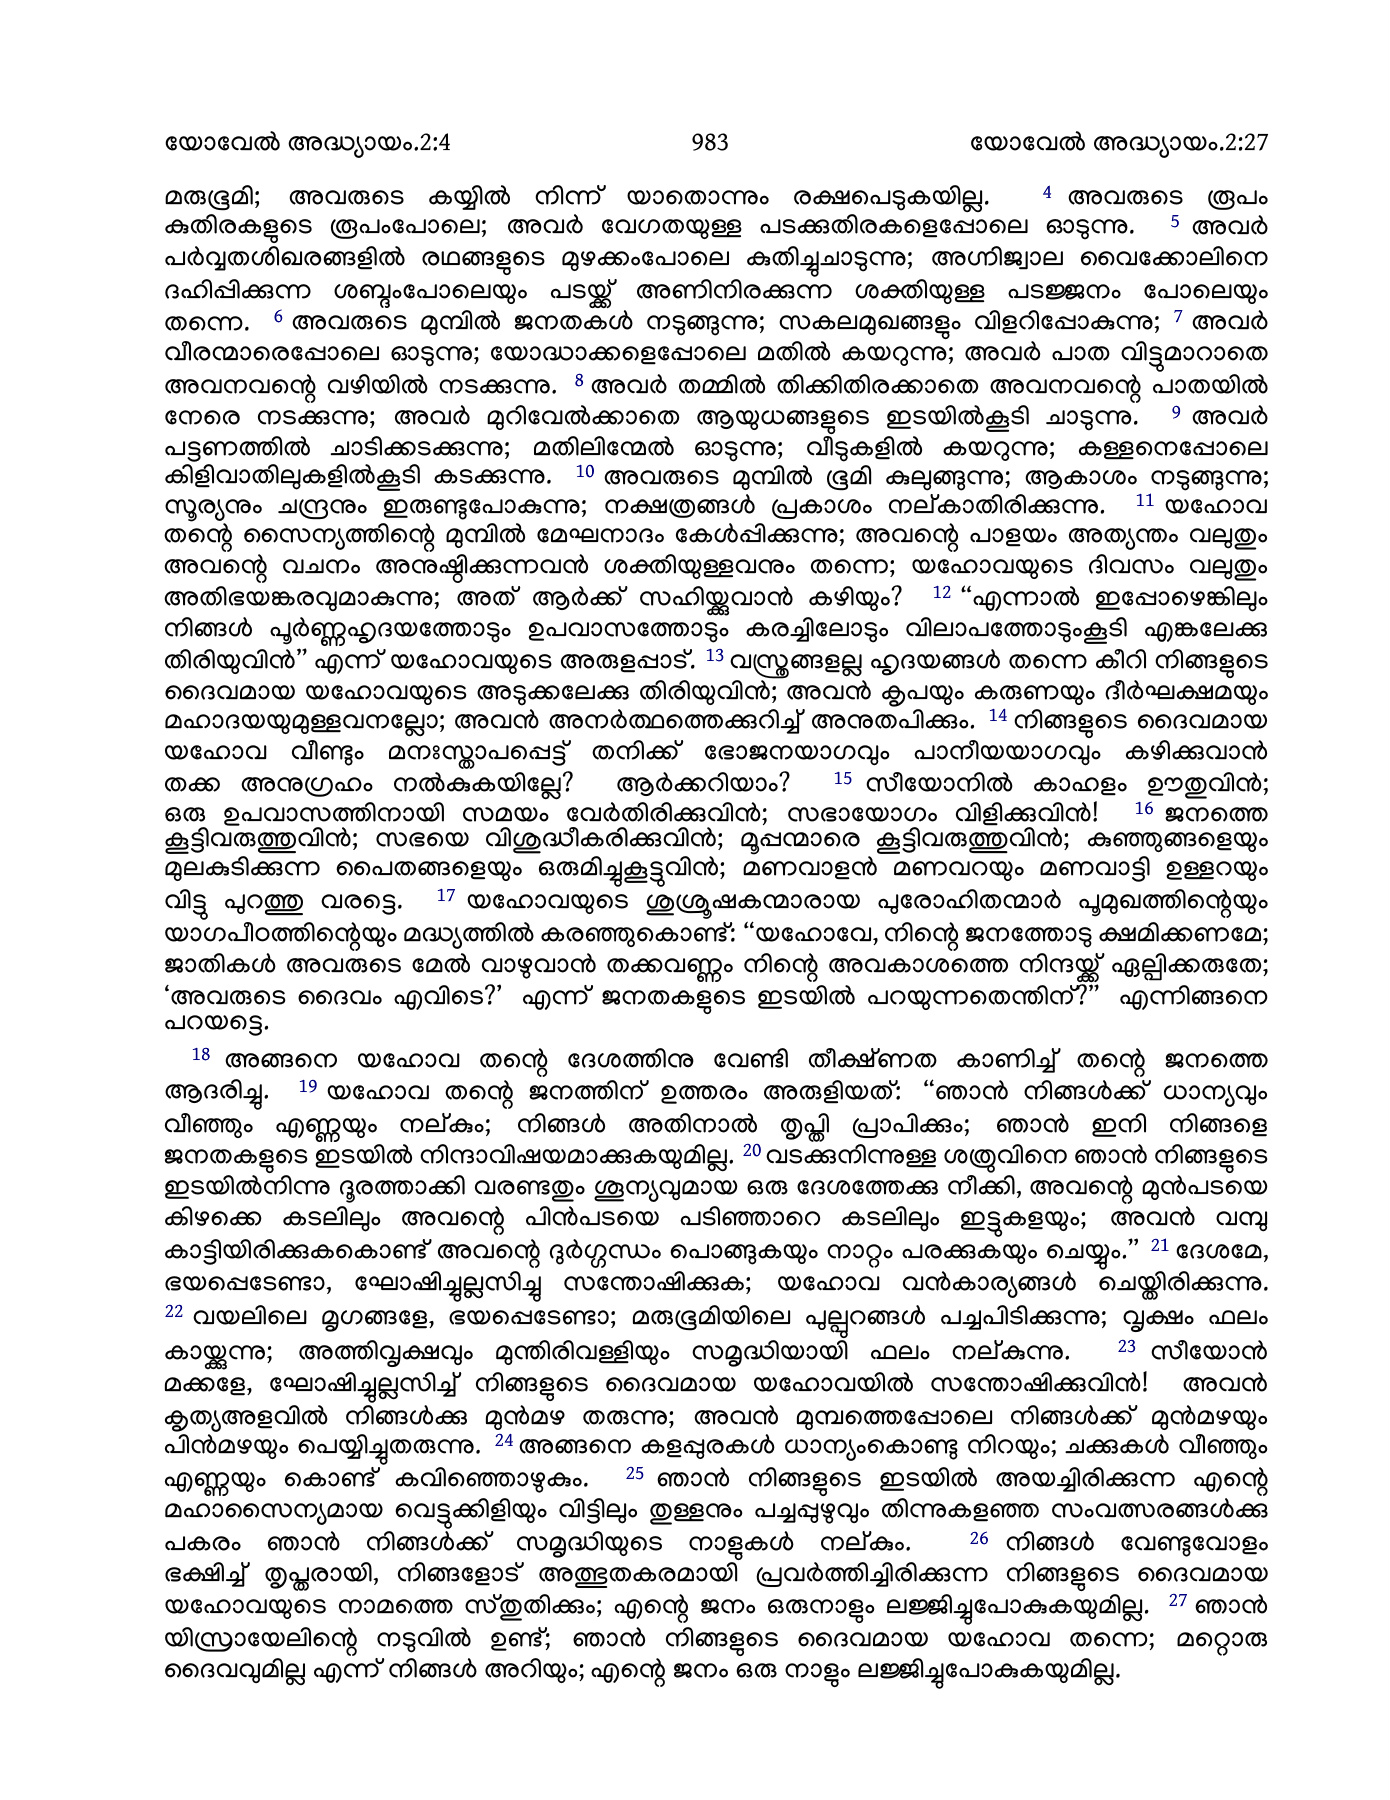 യോവേൽ അദ്ധ്യായം.2:4 983 യോവേൽ അദ്ധ്യായം.2:27
മരുഭൂമി; അവരുടെ കയ്യിൽ നിന്ന് യാതൊന്നും രക്ഷപെടുകയില്ല. 4 അവരുടെ രൂപം
കുതിരകളുടെ രൂപംപോലെ; അവർ വേഗതയുള്ള പടക്കുതിരകളെപ്പോലെ ഓടുന്നു. 5 അവർ
പർവ്വതശിഖരങ്ങളിൽ രഥങ്ങളുടെ മുഴക്കംപോലെ കുതിച്ചുചാടുന്നു; അഗ്നിജ്വാല വൈക്കോലിനെ
ദഹിപ്പിക്കുന്ന ശബ്ദംപോലെയും പടയ്ക്ക് അണിനിരക്കുന്ന ശക്തിയുള്ള പടജ്ജനം പോലെയും
തന്നെ. 6 അവരുടെ മുമ്പിൽ ജനതകൾ നടുങ്ങുന്നു; സകലമുഖങ്ങളും വിളറിപ്പോകുന്നു; 7 അവർ
വീരന്മാരെപ്പോലെ ഓടുന്നു; യോദ്ധാക്കളെപ്പോലെ മതിൽ കയറുന്നു; അവർ പാത വിട്ടുമാറാതെ
അവനവന്റെ വഴിയിൽ നടക്കുന്നു. 8 അവർ തമ്മിൽ തിക്കിതിരക്കാതെ അവനവന്റെ പാതയിൽ
നേരെ നടക്കുന്നു; അവർ മുറിവേൽക്കാതെ ആയുധങ്ങളുടെ ഇടയിൽകൂടി ചാടുന്നു. 9 അവർ
പട്ടണത്തിൽ ചാടിക്കടക്കുന്നു; മതിലിന്മേൽ ഓടുന്നു; വീടുകളിൽ കയറുന്നു; കള്ളനെപ്പോലെ
കിളിവാതിലുകളിൽകൂടി കടക്കുന്നു. 10 അവരുടെ മുമ്പിൽ ഭൂമി കുലുങ്ങുന്നു; ആകാശം നടുങ്ങുന്നു;
സൂര്യനും ചന്ദ്രനും ഇരുണ്ടുപോകുന്നു; നക്ഷത്രങ്ങൾ പ്രകാശം നല്കാതിരിക്കുന്നു. 11 യഹോവ
തന്റെ സൈന്യത്തിന്റെ മുമ്പിൽ മേഘനാദം കേൾപ്പിക്കുന്നു; അവന്റെ പാളയം അത്യന്തം വലുതും
അവന്റെ വചനം അനുഷ്ഠിക്കുന്നവൻ ശക്തിയുള്ളവനും തന്നെ; യഹോവയുടെ ദിവസം വലുതും
അതിഭയങ്കരവുമാകുന്നു; അത് ആർക്ക് സഹിയ്ക്കുവാൻ കഴിയും? 12 “എന്നാൽ ഇപ്പോഴെങ്കിലും
നിങ്ങൾ പൂർണ്ണഹൃദയത്തോടും ഉപവാസത്തോടും കരച്ചിലോടും വിലാപത്തോടുംകൂടി എങ്കലേക്കു
തിരിയുവിൻ” എന്ന് യഹോവയുടെ അരുളപ്പാട്. 13 വസ്ത്രങ്ങളല്ല ഹൃദയങ്ങൾ തന്നെ കീറി നിങ്ങളുടെ
ദൈവമായ യഹോവയുടെ അടുക്കലേക്കു തിരിയുവിൻ; അവൻ കൃപയും കരുണയും ദീർഘക്ഷമയും
മഹാദയയുമുള്ളവനല്ലോ; അവൻ അനർത്ഥത്തെക്കുറിച്ച് അനുതപിക്കും. 14 നിങ്ങളുടെ ദൈവമായ
യഹോവ വീണ്ടും മനഃസ്താപപ്പെട്ട് തനിക്ക് ഭോജനയാഗവും പാനീയയാഗവും കഴിക്കുവാൻ
തക്ക അനുഗ്രഹം നൽകുകയില്ലേ? ആർക്കറിയാം? 15 സീയോനിൽ കാഹളം ഊതുവിൻ;
ഒരു ഉപവാസത്തിനായി സമയം വേർതിരിക്കുവിൻ; സഭായോഗം വിളിക്കുവിൻ! 16 ജനത്തെ
കൂട്ടിവരുത്തുവിൻ; സഭയെ വിശുദ്ധീകരിക്കുവിൻ; മൂപ്പന്മാരെ കൂട്ടിവരുത്തുവിൻ; കുഞ്ഞുങ്ങളെയും
മുലകുടിക്കുന്ന പൈതങ്ങളെയും ഒരുമിച്ചുകൂട്ടുവിൻ; മണവാളൻ മണവറയും മണവാട്ടി ഉള്ളറയും
വിട്ടു പുറത്തു വരട്ടെ. 17 യഹോവയുടെ ശുശ്രൂഷകന്മാരായ പുരോഹിതന്മാർ പൂമുഖത്തിന്റെയും
യാഗപീഠത്തിന്റെയും മദ്ധ്യത്തിൽ കരഞ്ഞുകൊണ്ട്: “യഹോവേ, നിന്റെ ജനത്തോടു ക്ഷമിക്കണമേ;
ജാതികൾ അവരുടെ മേൽ വാഴുവാൻ തക്കവണ്ണം നിന്റെ അവകാശത്തെ നിന്ദയ്ക്ക് ഏല്പിക്കരുതേ;
‘അവരുടെ ദൈവം എവിടെ?’ എന്ന് ജനതകളുടെ ഇടയിൽ പറയുന്നതെന്തിന്?” എന്നിങ്ങനെ
പറയട്ടെ.
18 അങ്ങനെ യഹോവ തന്റെ ദേശത്തിനു വേണ്ടി തീക്ഷ്ണത കാണിച്ച് തന്റെ ജനത്തെ
ആദരിച്ചു. 19 യഹോവ തന്റെ ജനത്തിന് ഉത്തരം അരുളിയത്: “ഞാൻ നിങ്ങൾക്ക് ധാന്യവും
വീഞ്ഞും എണ്ണയും നല്കും; നിങ്ങൾ അതിനാൽ തൃപ്തി പ്രാപിക്കും; ഞാൻ ഇനി നിങ്ങളെ
ജനതകളുടെ ഇടയിൽ നിന്ദാവിഷയമാക്കുകയുമില്ല. 20 വടക്കുനിന്നുള്ള ശത്രുവിനെ ഞാൻ നിങ്ങളുടെ
ഇടയിൽനിന്നു ദൂരത്താക്കി വരണ്ടതും ശൂന്യവുമായ ഒരു ദേശത്തേക്കു നീക്കി, അവന്റെ മുൻപടയെ
കിഴക്കെ കടലിലും അവന്റെ പിൻപടയെ പടിഞ്ഞാറെ കടലിലും ഇട്ടുകളയും; അവൻ വമ്പു
കാട്ടിയിരിക്കുകകൊണ്ട് അവന്റെ ദുർഗ്ഗന്ധം പൊങ്ങുകയും നാറ്റം പരക്കുകയും ചെയ്യും.” 21 ദേശമേ,
ഭയപ്പെടേണ്ടാ, ഘോഷിച്ചുല്ലസിച്ചു സന്തോഷിക്കുക; യഹോവ വൻകാര്യങ്ങൾ ചെയ്തിരിക്കുന്നു.
22 വയലിലെ മൃഗങ്ങളേ, ഭയപ്പെടേണ്ടാ; മരുഭൂമിയിലെ പുല്പുറങ്ങൾ പച്ചപിടിക്കുന്നു; വൃക്ഷം ഫലം
കായ്ക്കുന്നു; അത്തിവൃക്ഷവും മുന്തിരിവള്ളിയും സമൃദ്ധിയായി ഫലം നല്കുന്നു. 23 സീയോൻ
മക്കളേ, ഘോഷിച്ചുല്ലസിച്ച് നിങ്ങളുടെ ദൈവമായ യഹോവയിൽ സന്തോഷിക്കുവിൻ! അവൻ
കൃത്യഅളവിൽ നിങ്ങൾക്കു മുൻമഴ തരുന്നു; അവൻ മുമ്പത്തെപ്പോലെ നിങ്ങൾക്ക് മുൻമഴയും
പിൻമഴയും പെയ്യിച്ചുതരുന്നു. 24 അങ്ങനെ കളപ്പുരകൾ ധാന്യംകൊണ്ടു നിറയും; ചക്കുകൾ വീഞ്ഞും
എണ്ണയും കൊണ്ട് കവിഞ്ഞൊഴുകും. 25 ഞാൻ നിങ്ങളുടെ ഇടയിൽ അയച്ചിരിക്കുന്ന എന്റെ
മഹാസൈന്യമായ വെട്ടുക്കിളിയും വിട്ടിലും തുള്ളനും പച്ചപ്പുഴുവും തിന്നുകളഞ്ഞ സംവത്സരങ്ങൾക്കു
പകരം ഞാൻ നിങ്ങൾക്ക് സമൃദ്ധിയുടെ നാളുകൾ നല്കും. 26 നിങ്ങൾ വേണ്ടുവോളം
ഭക്ഷിച്ച് തൃപ്തരായി, നിങ്ങളോട് അത്ഭുതകരമായി പ്രവർത്തിച്ചിരിക്കുന്ന നിങ്ങളുടെ ദൈവമായ
യഹോവയുടെ നാമത്തെ സ്തുതിക്കും; എന്റെ ജനം ഒരുനാളും ലജ്ജിച്ചുപോകുകയുമില്ല. 27 ഞാൻ
യിസ്രായേലിന്റെ നടുവിൽ ഉണ്ട്; ഞാൻ നിങ്ങളുടെ ദൈവമായ യഹോവ തന്നെ; മറ്റൊരു
ദൈവവുമില്ല എന്ന് നിങ്ങൾ അറിയും; എന്റെ ജനം ഒരു നാളും ലജ്ജിച്ചുപോകുകയുമില്ല.